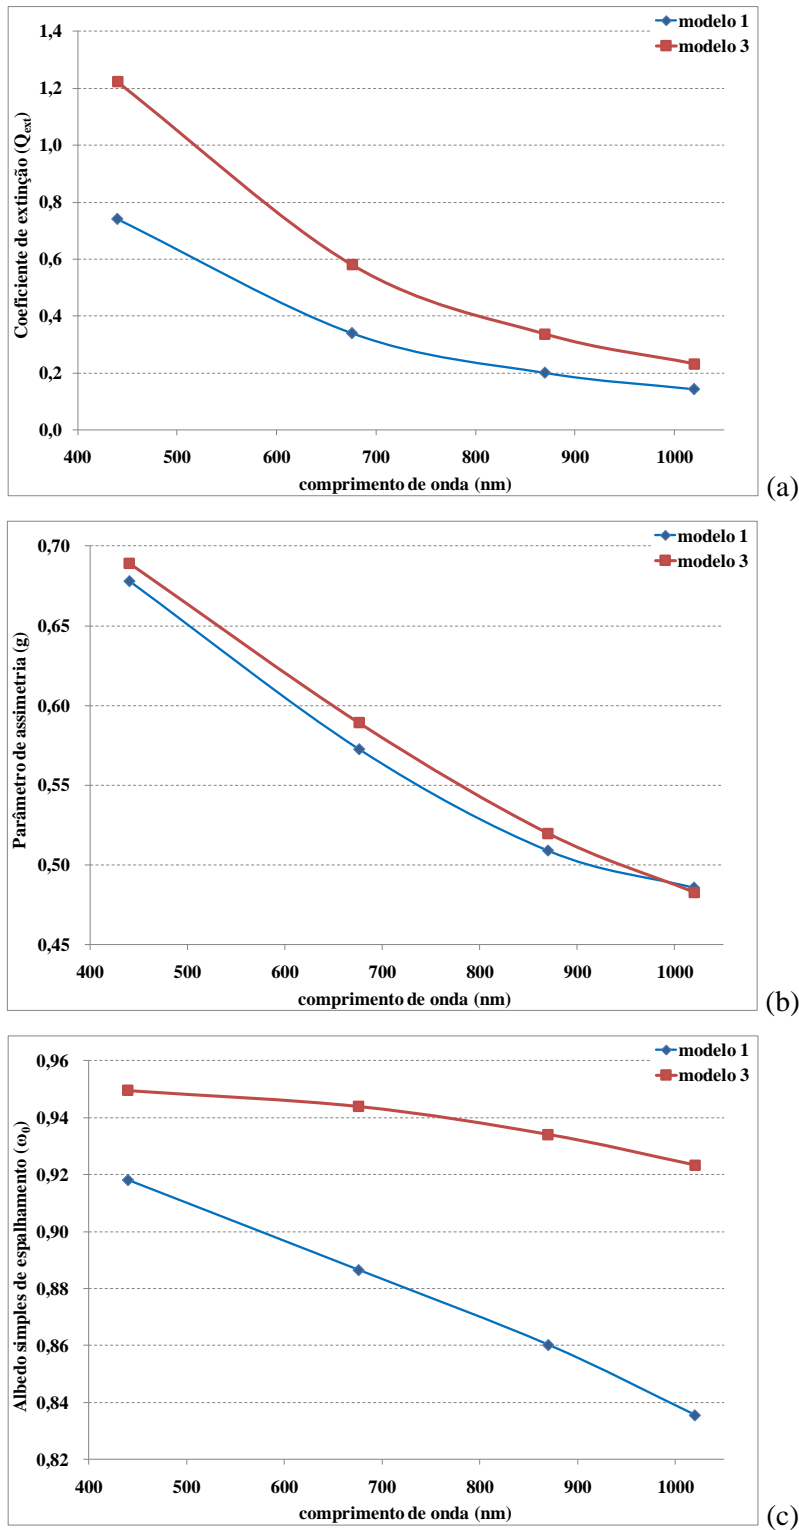 modelo 1
modelo 3
1,4
1,2
1,0
0,8
0,6
0,4
0,2
0,0
Coeficiente de extinção (Qext)
400 500 600 700 800 900 1000
comprimento de onda (nm)
(a)
modelo 1
modelo 3
0,70
0,65
0,60
0,55
0,50
0,45
Parâmetro de assimetria (g)
400 500 600 700 800 900 1000
comprimento de onda (nm)
(b)
modelo 1
modelo 3
0,96
0,94
0,92
0,90
0,88
0,86
0,84
0,82
Albedo simples de espalhamento (ω0)
400 500 600 700 800 900 1000
comprimento de onda (nm)
(c)